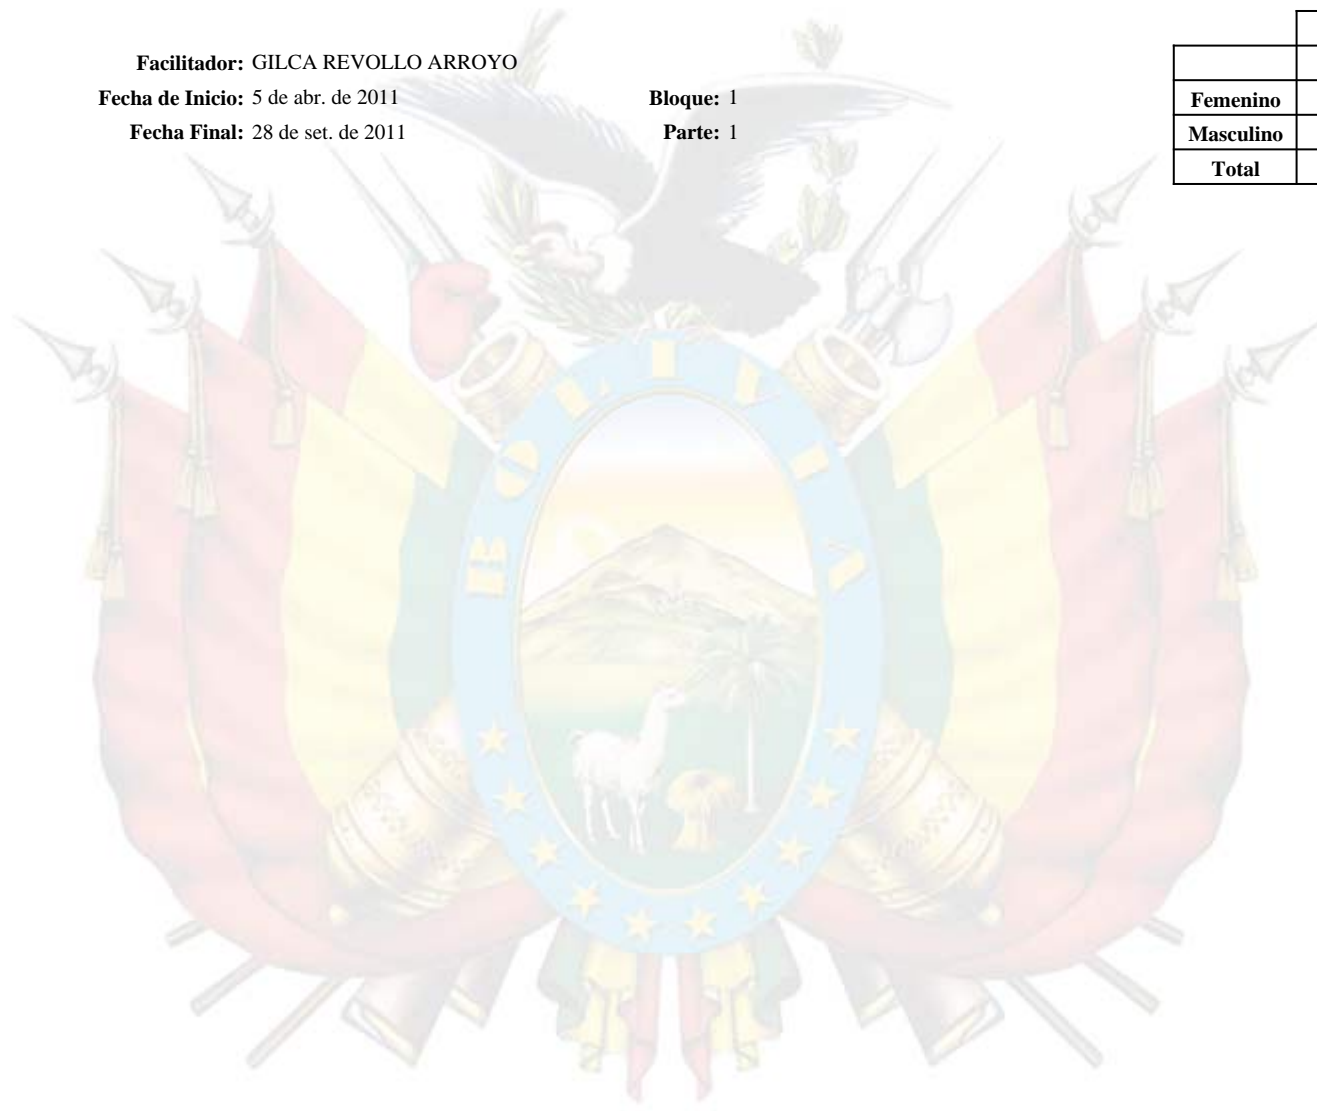 Facilitador: GILCA REVOLLO ARROYO
Fecha de Inicio: 5 de abr. de 2011 Bloque: 1
Fecha Final: 28 de set. de 2011 Parte: 1
Femenino
Masculino
Total
BOLIVIA